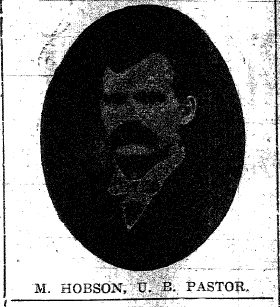 M. HOBSON, U. B. PASTOR.